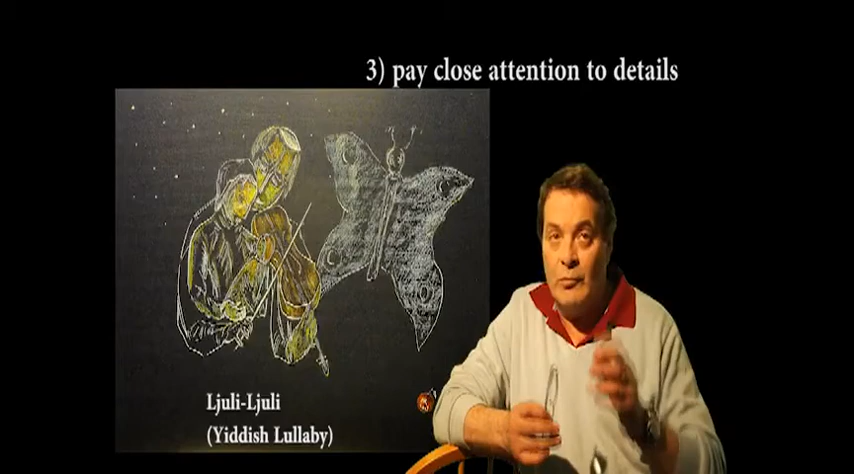 3) pay close attention to details
Ljuli-Ljuli
(Yiddish Lullaby)